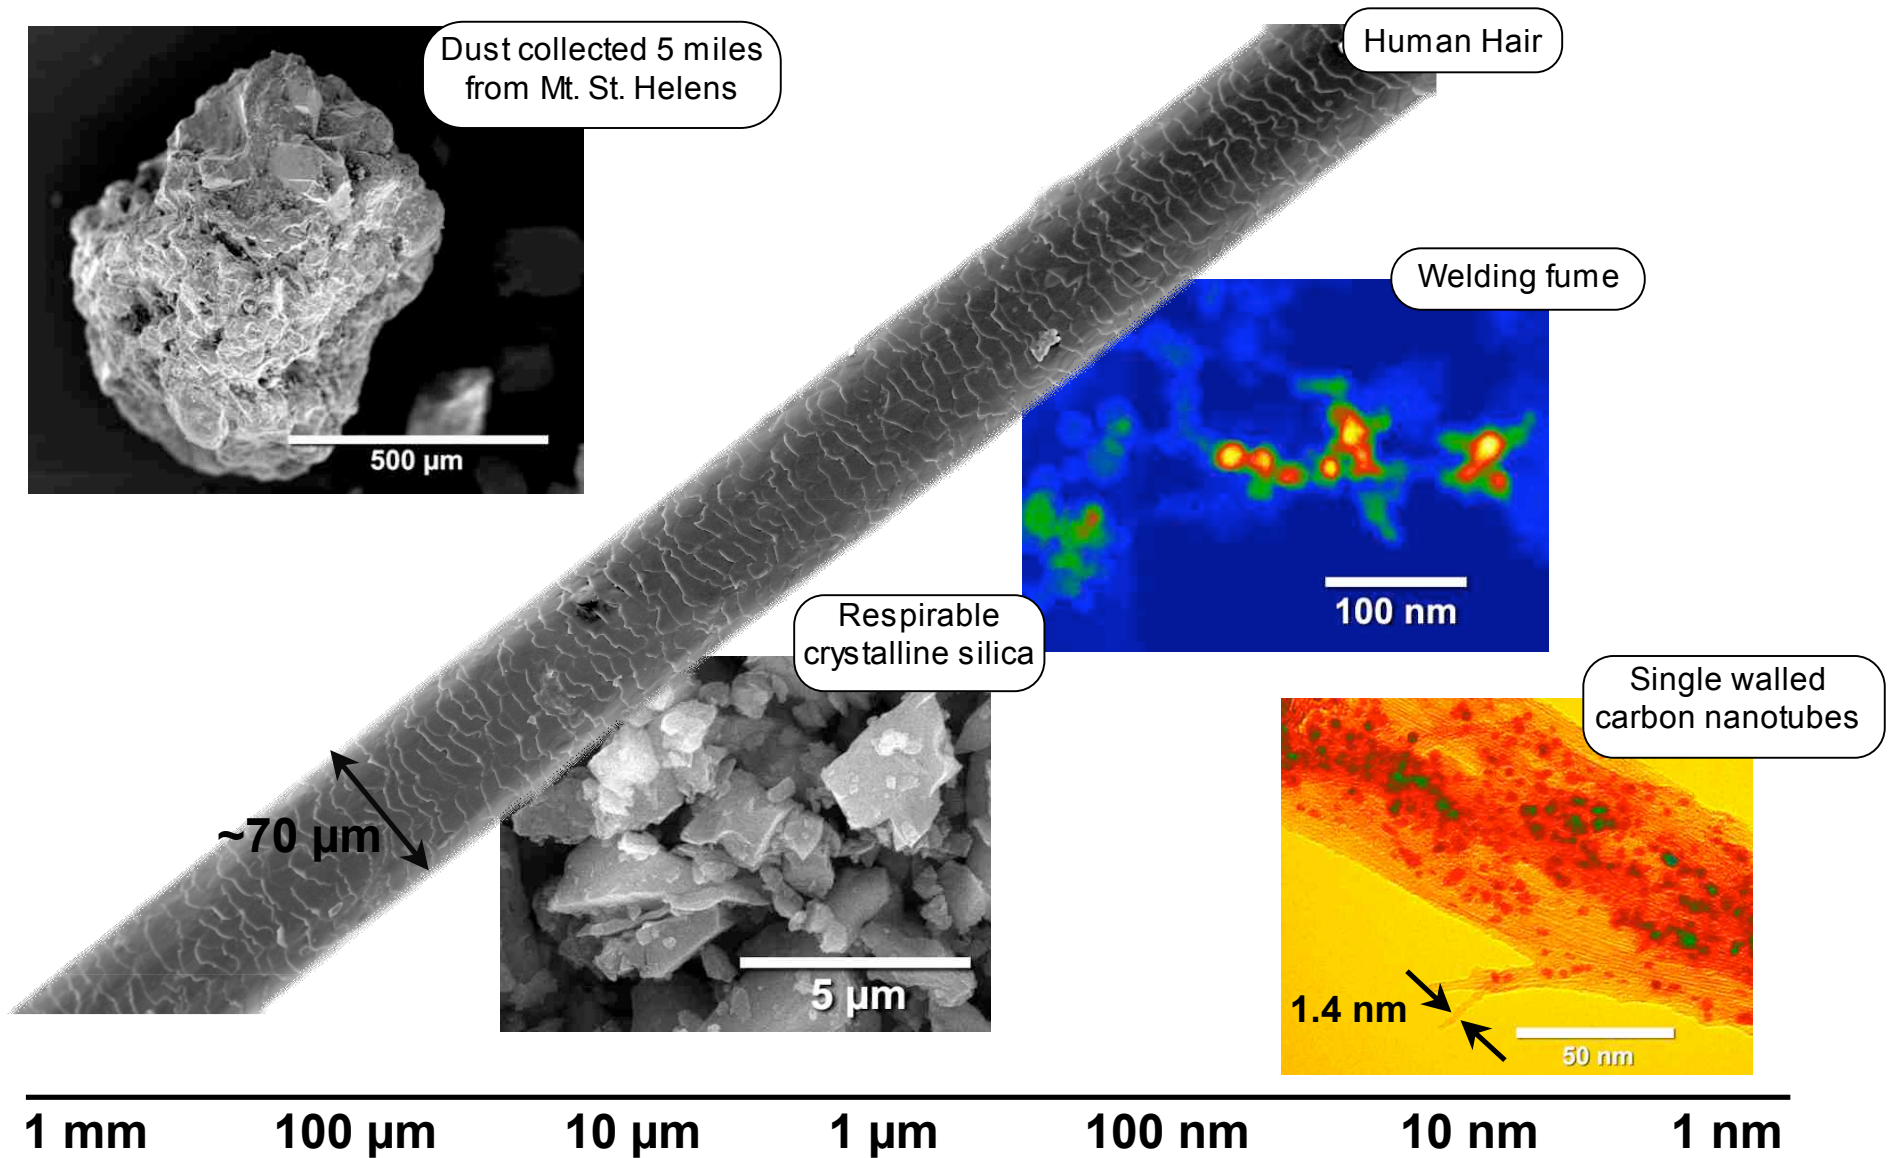 Dust collected 5 miles
from Mt. St. Helens
Human Hair
500 µm
Welding fume
100 nm
Respirable
crystalline silica
~70 µm
5 µm
Single walled
carbon nanotubes
1.4 nm
50 nm
1 mm
100 µm
10 µm
1 µm
100 nm
10 nm
1 nm